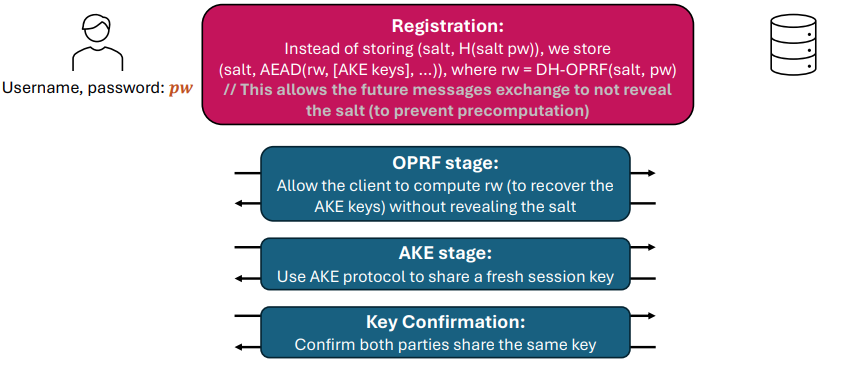 Registration:
Instead of storing (salt, H(salt pw)), we store
(salt, AEAD(rw, [AKE keys], ...)), where rw = DH-OPRF(salt, pw)
// This allows the future messages exchange to not reveal
the salt (to prevent precomputation)
Username, password: pw
OPRF stage:
Allow the client to compute rw (to recover the
AKE keys) without revealing the salt
AKE stage:
Use AKE protocol to share a fresh session key
Key Confirmation:
Confirm both parties share the same key